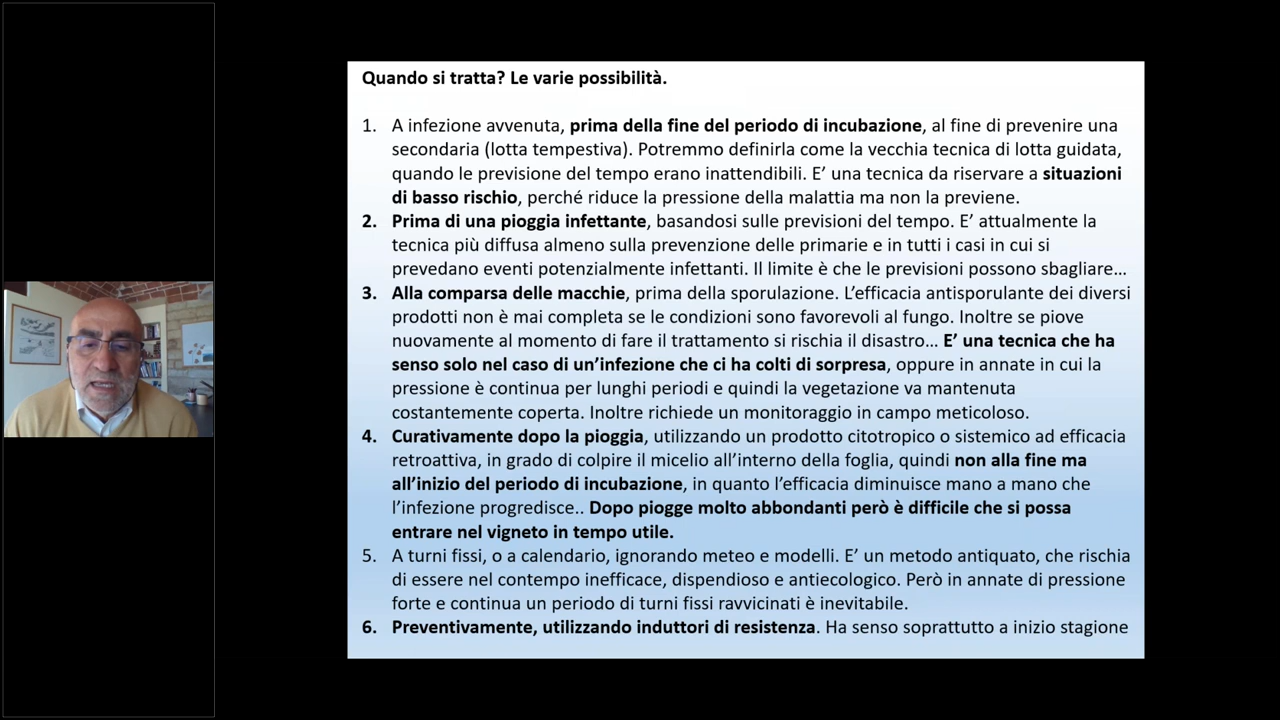 Quando si tratta? Le varie possibilità.
1. A infezione avvenuta, prima della fine del periodo di incubazione, al fine di prevenire una
secondaria (lotta tempestiva). Potremmo definirla come la vecchia tecnica di lotta guidata,
quando le previsione del tempo erano inattendibili. E’ una tecnica da riservare a situazioni
di basso rischio, perché riduce la pressione della malattia ma non la previene.
2. Prima di una pioggia infettante, basandosi sulle previsioni del tempo. E’ attualmente la
tecnica più diffusa almeno sulla prevenzione delle primarie e in tutti i casi in cui si
prevedano eventi potenzialmente infettanti. Il limite è che le previsioni possono sbagliare…
3. Alla comparsa delle macchie, prima della sporulazione. L’efficacia antisporulante dei diversi
prodotti non è mai completa se le condizioni sono favorevoli al fungo. Inoltre se piove
nuovamente al momento di fare il trattamento si rischia il disastro… E’ una tecnica che ha
senso solo nel caso di un’infezione che ci ha colti di sorpresa, oppure in annate in cui la
pressione è continua per lunghi periodi e quindi la vegetazione va mantenuta
costantemente coperta. Inoltre richiede un monitoraggio in campo meticoloso.
4. Curativamente dopo la pioggia, utilizzando un prodotto citotropico o sistemico ad efficacia
retroattiva, in grado di colpire il micelio all’interno della foglia, quindi non alla fine ma
all’inizio del periodo di incubazione, in quanto l’efficacia diminuisce mano a mano che
l’infezione progredisce.. Dopo piogge molto abbondanti però è difficile che si possa
entrare nel vigneto in tempo utile.
5. A turni fissi, o a calendario, ignorando meteo e modelli. E’ un metodo antiquato, che rischia
di essere nel contempo inefficace, dispendioso e antiecologico. Però in annate di pressione
forte e continua un periodo di turni fissi ravvicinati è inevitabile.
6. Preventivamente, utilizzando induttori di resistenza. Ha senso soprattutto a inizio stagione